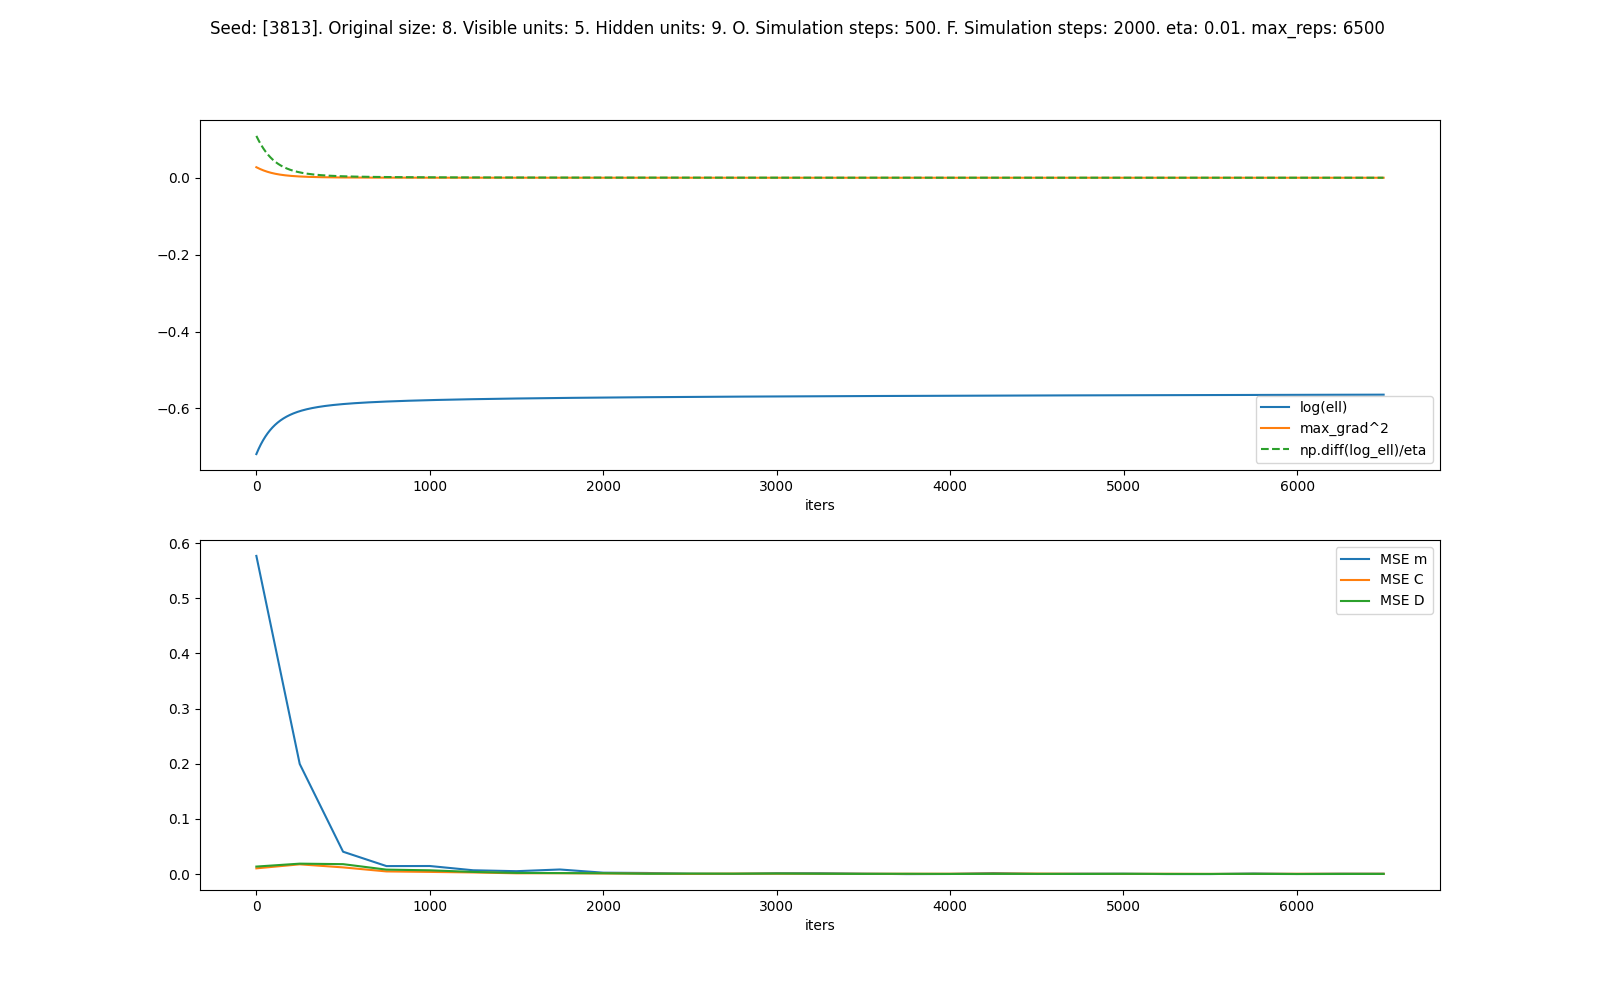 Seed: [3813]. Original size: 8. Visible units: 5. Hidden units: 9. O. Simulation steps: 500. F. Simulation steps: 2000. eta: 0.01. max_reps: 6500
0.0
−0.2
−0.4
−0.6
log(ell)
max_grad^2
np.diff(log_ell)/eta
0 1000 2000 3000 4000 5000 6000
iters
0.6
0.5
0.4
0.3
0.2
0.1
0.0
MSE m
MSE C
MSE D
0 1000 2000 3000 4000 5000 6000
iters